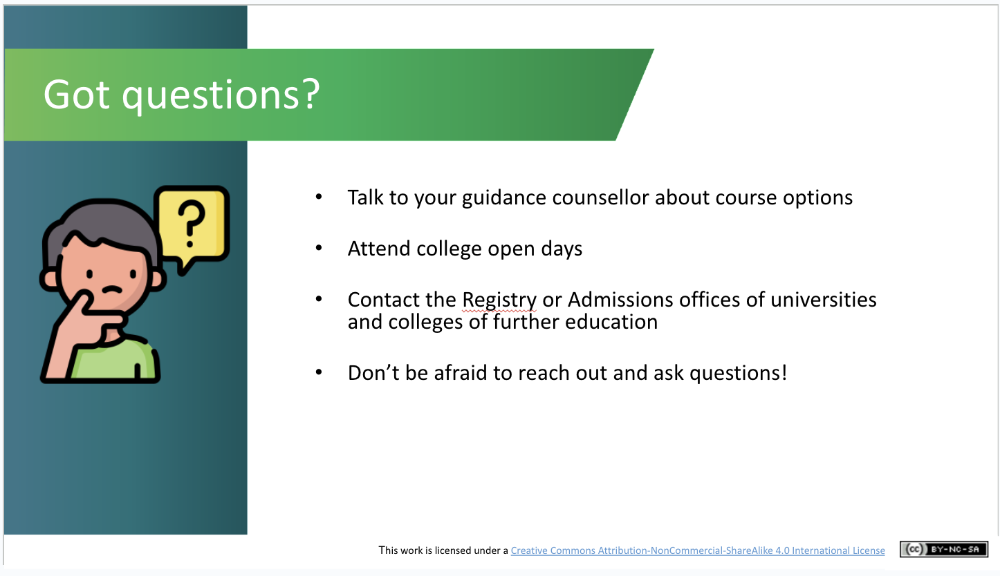 Got questions?
?
• Talk to your guidance counsellor about course options
• Attend college open days
• Contact the Registry or Admissions offices of universities
and colleges of further education
• Don’t be afraid to reach out and ask questions!
This work is licensed under a Creative Commons Attribution-NonCommercial-ShareAlike 4.0 International License
cc BY-NC-SA